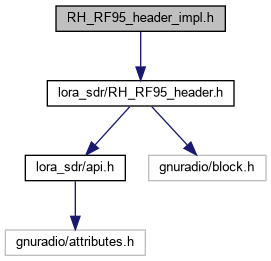 RH_RF95_header_impl.h
lora_sdr/RH_RF95_header.h
lora_sdr/api.h
gnuradio/block.h
gnuradio/attributes.h